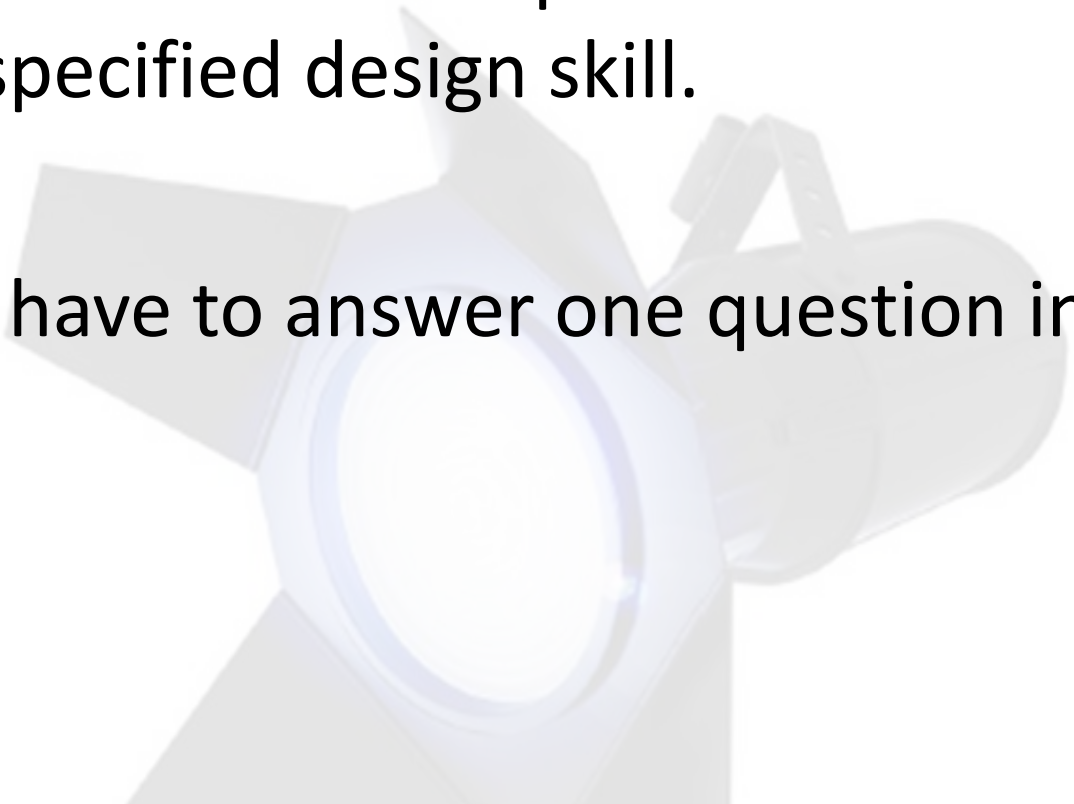 specified design skill.
have to answer one question in